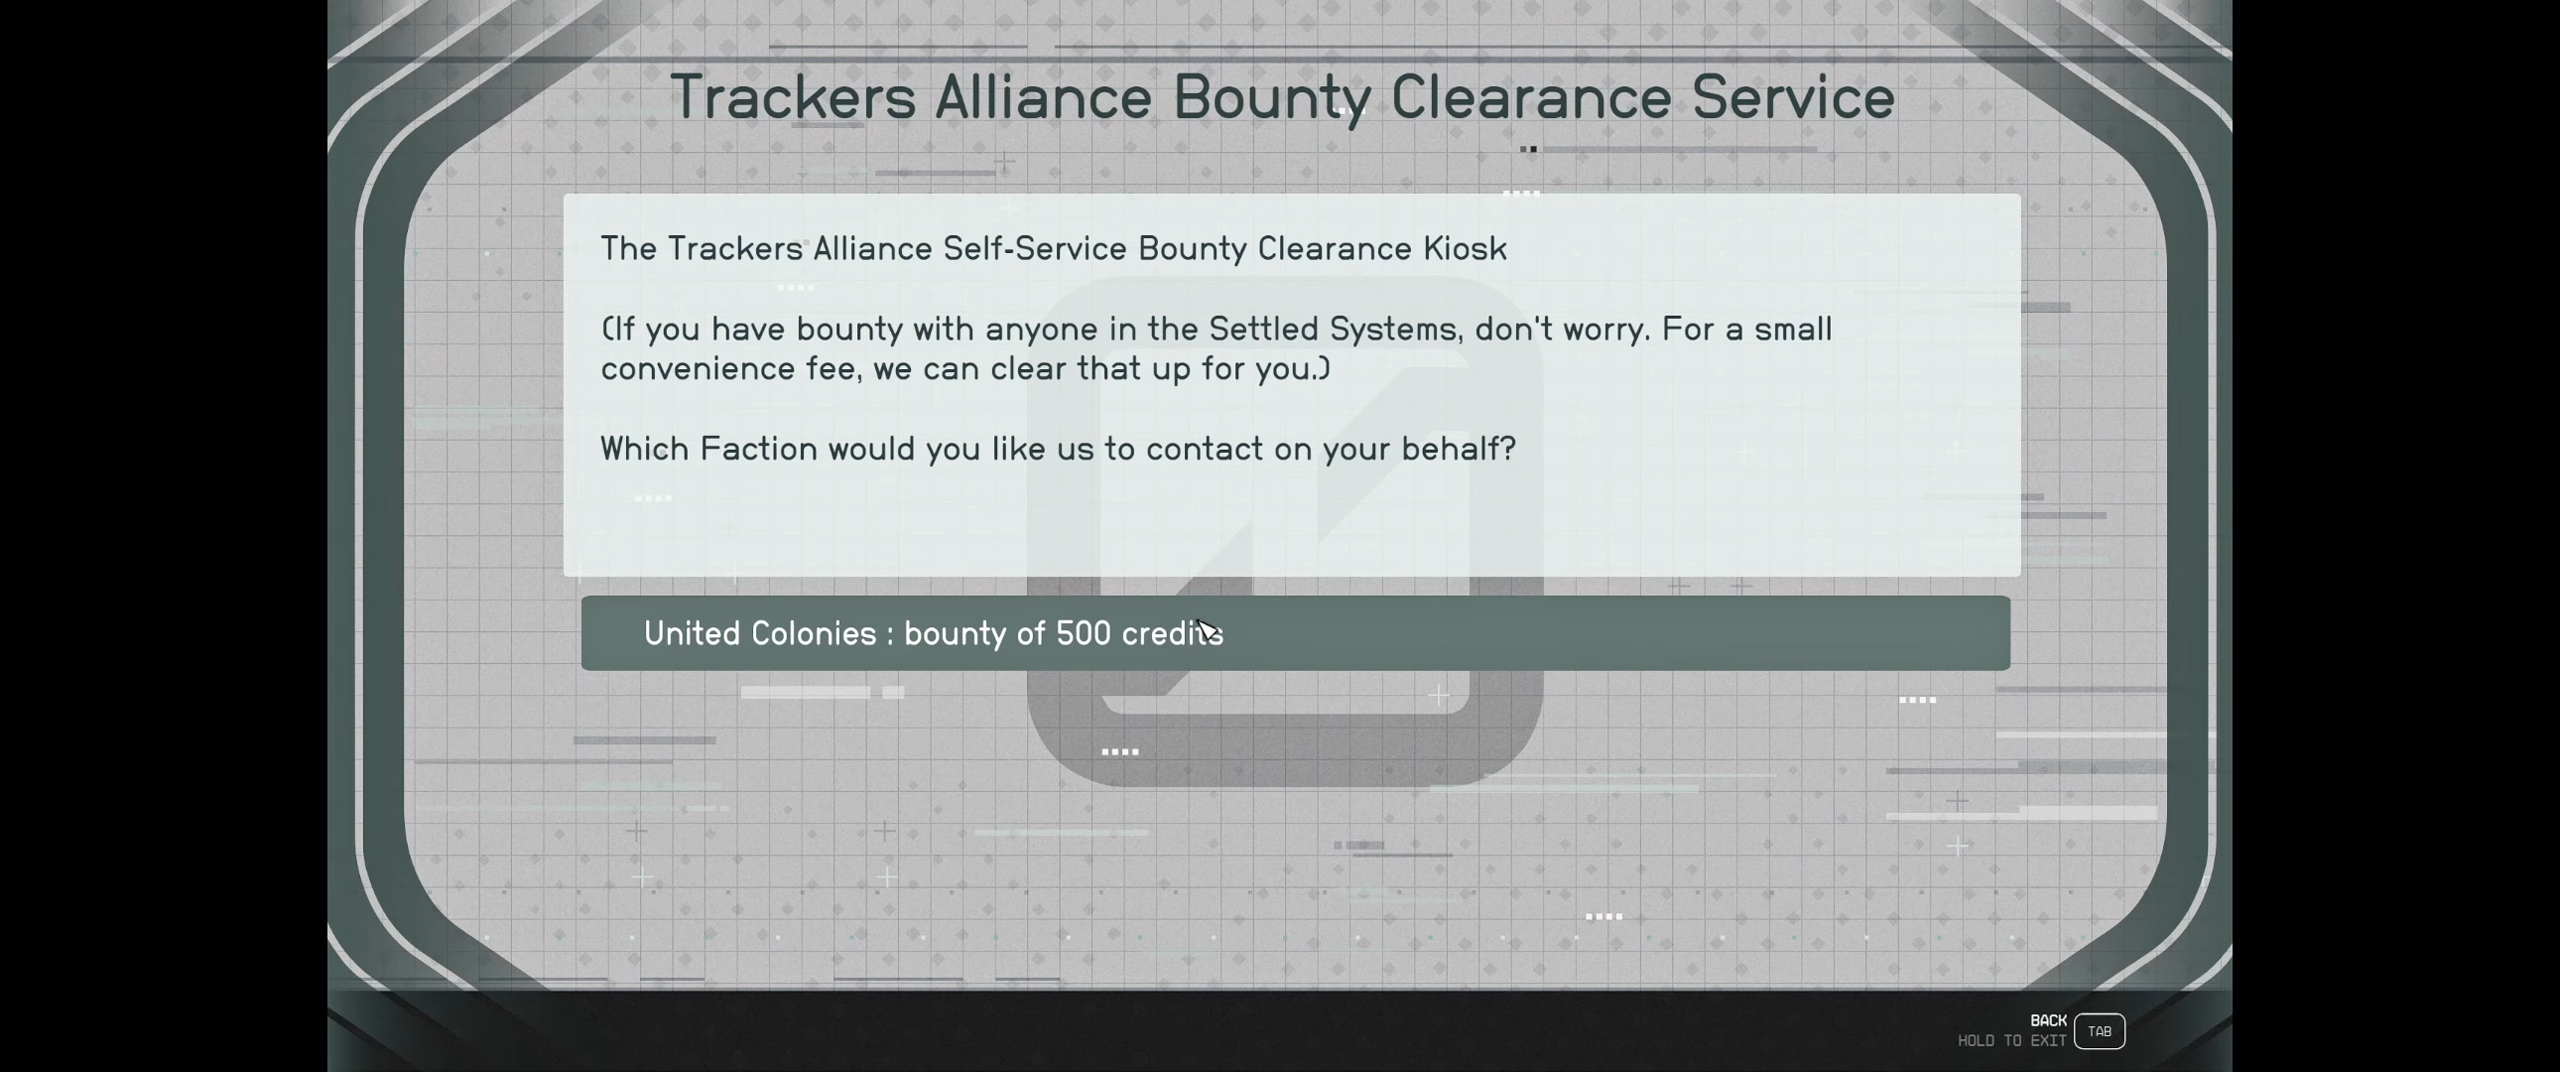 Trackers Alliance Bounty Clearance Service
The Trackers Alliance Self-Service Bounty Clearance Kiosk
(If you have bounty with anyone in the Settled Systems, don't worry. For a small
convenience fee, we can clear that up for you.)
Which Faction would you like us to contact on your behalf?
United Colonies : bounty of 500 credits
BACK
HOLD TO EXIT
TAB